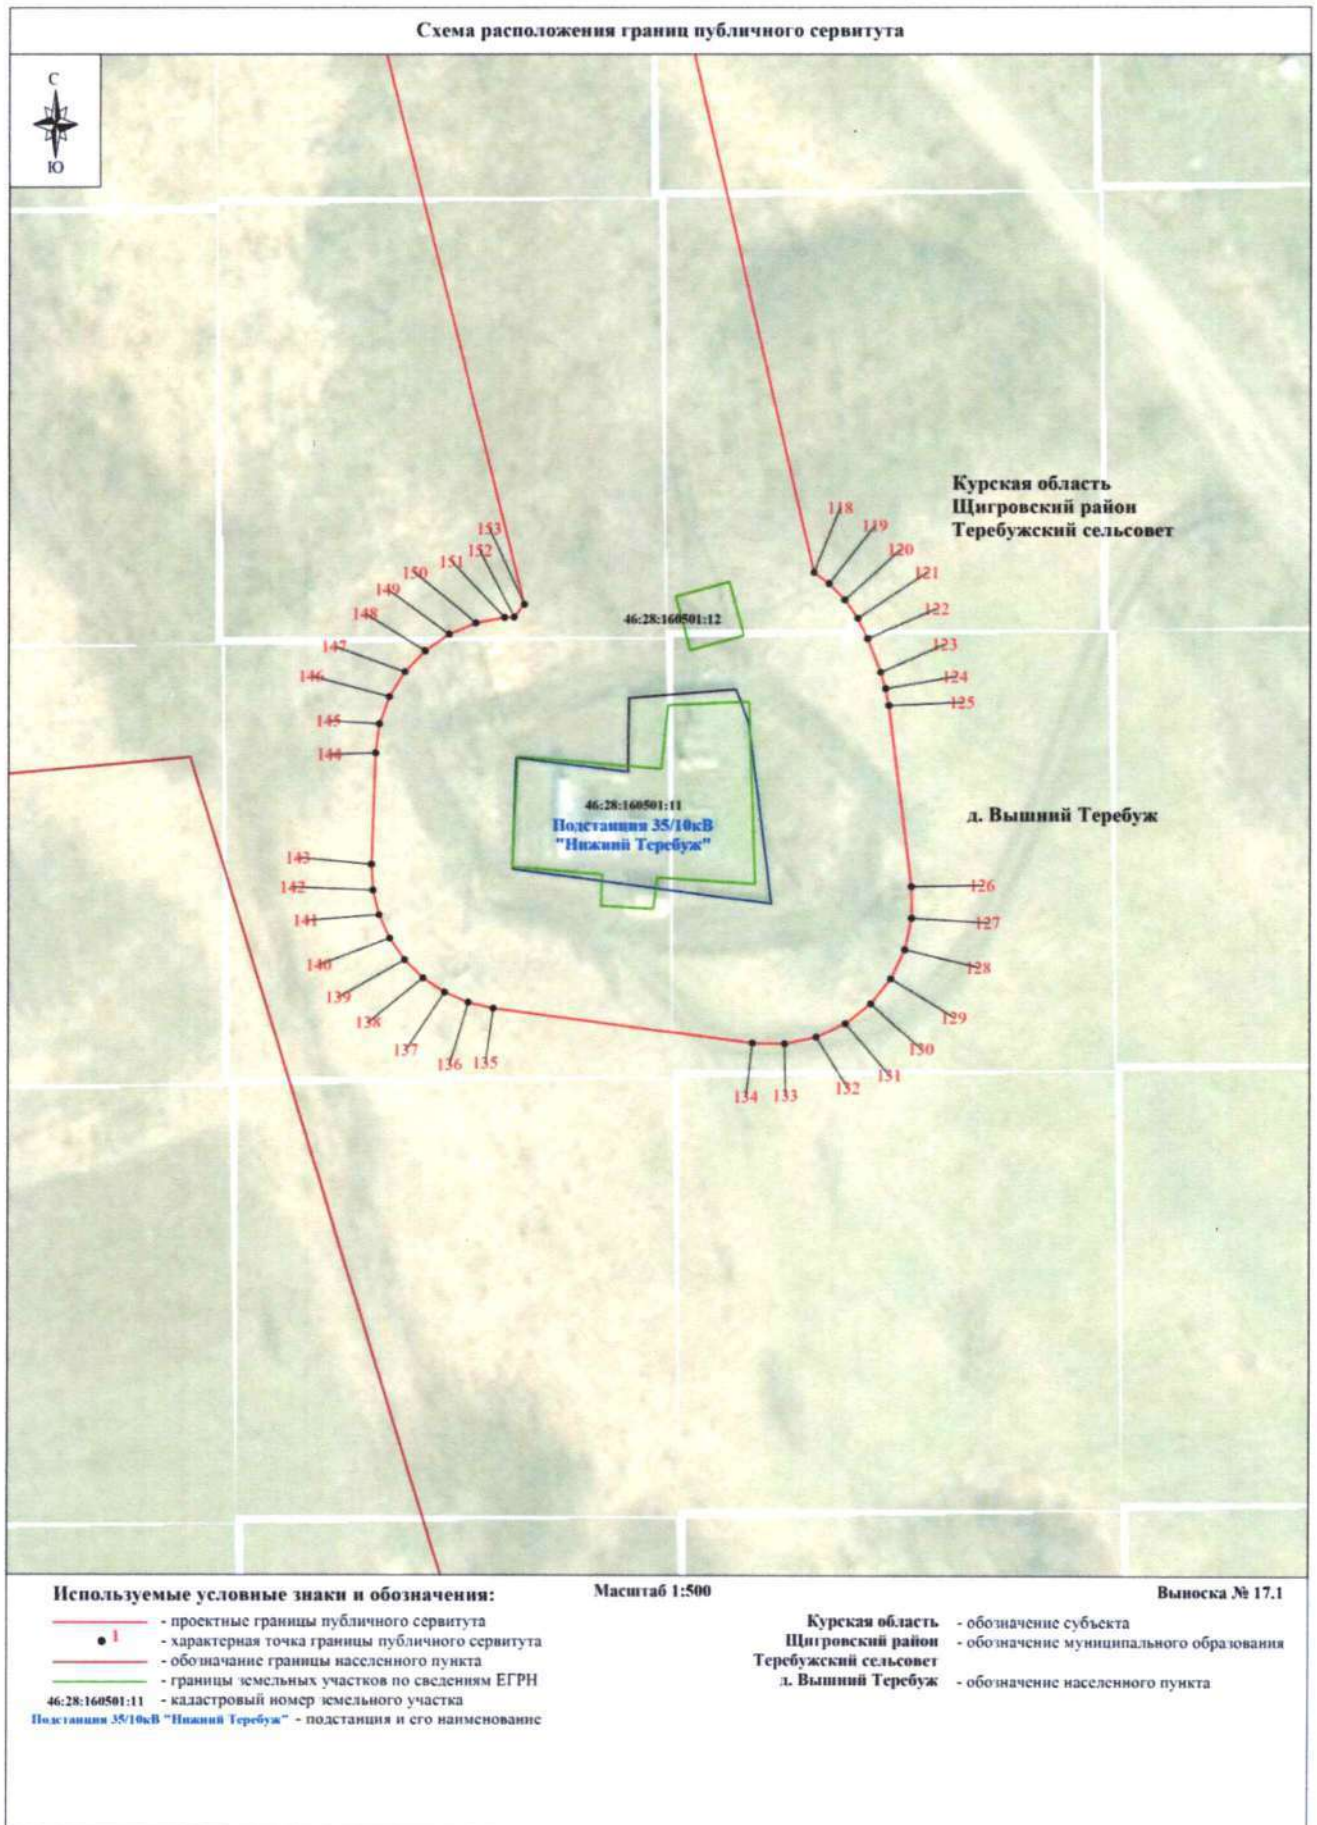 Схема расположения границ публичного сервитута
С
Ю
118
119
120
121
122
123
124
125
126
127
128
129
130
131
132
133
134
135
136
137
138
139
140
141
142
143
144
145
146
147
148
149
150
151
152
153
Курская область
Щигровский район
Теребужский сельсовет
46:28:160501:12
46:28:160501:11
Подстанция 35/10кВ
"Нижний Теребуж"
д. Вышний Теребуж
Используемые условные знаки и обозначения:
Масштаб 1:500
Выноска № 17.1
- проектные границы публичного сервитута
1 - характерная точка границы публичного сервитута
- обозначание границы населенного пункта
- границы земельных участков по сведениям ЕГРН
46:28:160501:11 - кадастровый номер земельного участка
Подстанция 35/10кВ "Нижний Теребуж" - подстанция и его наименование
Курская область - обозначение субъекта
Щигровский район - обозначение муниципального образования
Теребужский сельсовет
д. Вышний Теребуж - обозначение населенного пункта